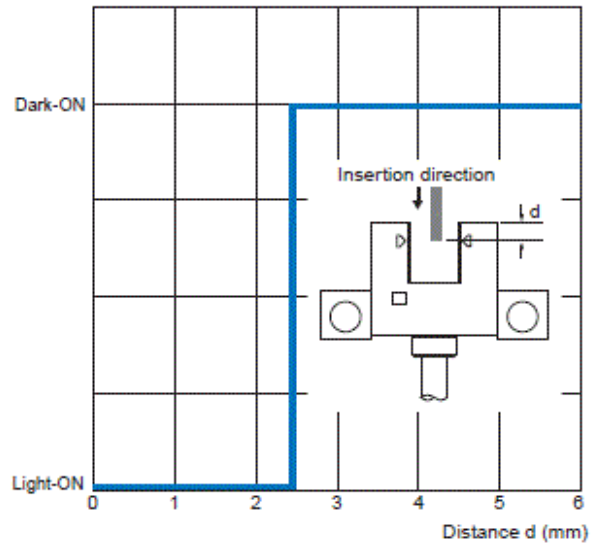 Dark-ON
Insertion direction
d
Light-ON
0 1 2 3 4 5 6
Distance d (mm)